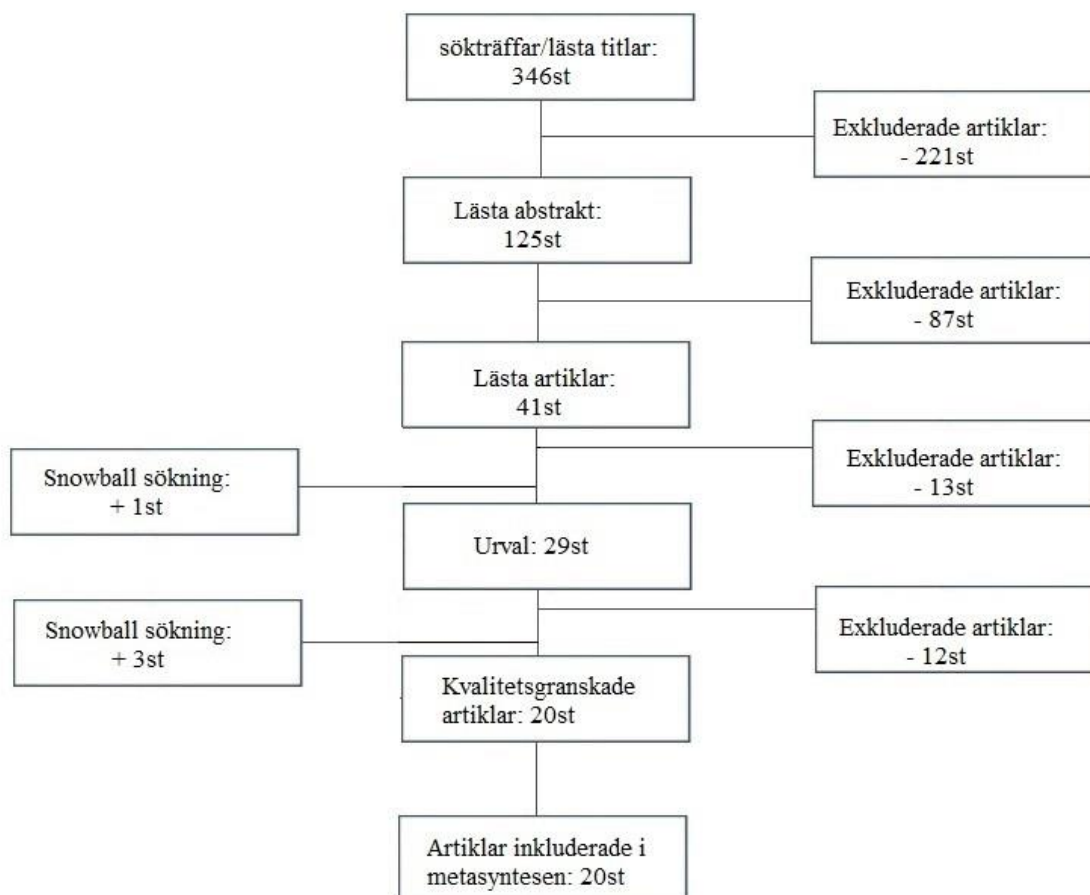 sökträffar/lästa titlar:
346st
Exkluderade artiklar:
- 221st
Lästa abstrakt:
125st
Exkluderade artiklar:
- 87st
Lästa artiklar:
41st
Exkluderade artiklar:
- 13st
Snowball sökning:
+ 1st
Urval: 29st
Exkluderade artiklar:
- 12st
Snowball sökning:
+ 3st
Kvalitetsgranskade
artiklar: 20st
Artiklar inkluderade i
metasyntesen: 20st